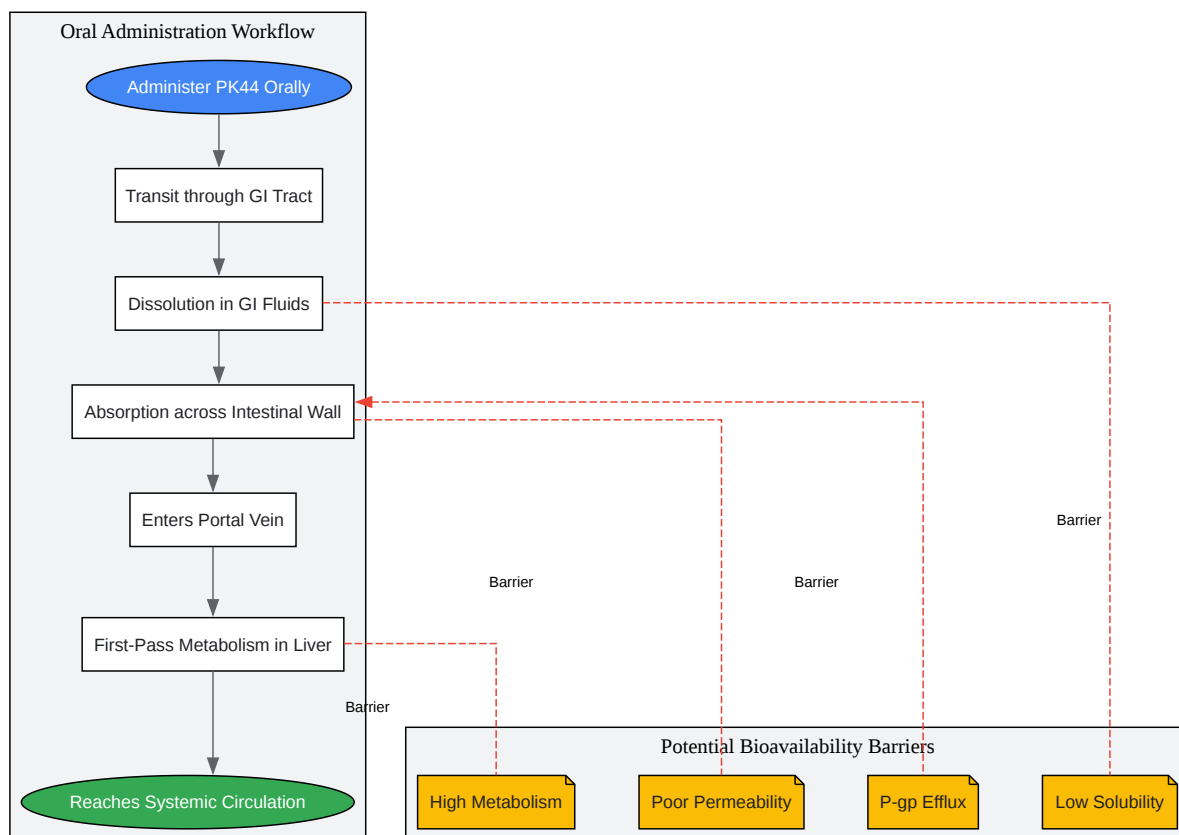 Oral Administration Workflow
Administer PK44 Orally
Transit through GI Tract
Dissolution in GI Fluids
Absorption across Intestinal Wall
Enters Portal Vein
Barrier
Barrier
Barrier
First-Pass Metabolism in Liver
Barrier
Potential Bioavailability Barriers
Reaches Systemic Circulation
High Metabolism
Poor Permeability
P-gp Efflux
Low Solubility